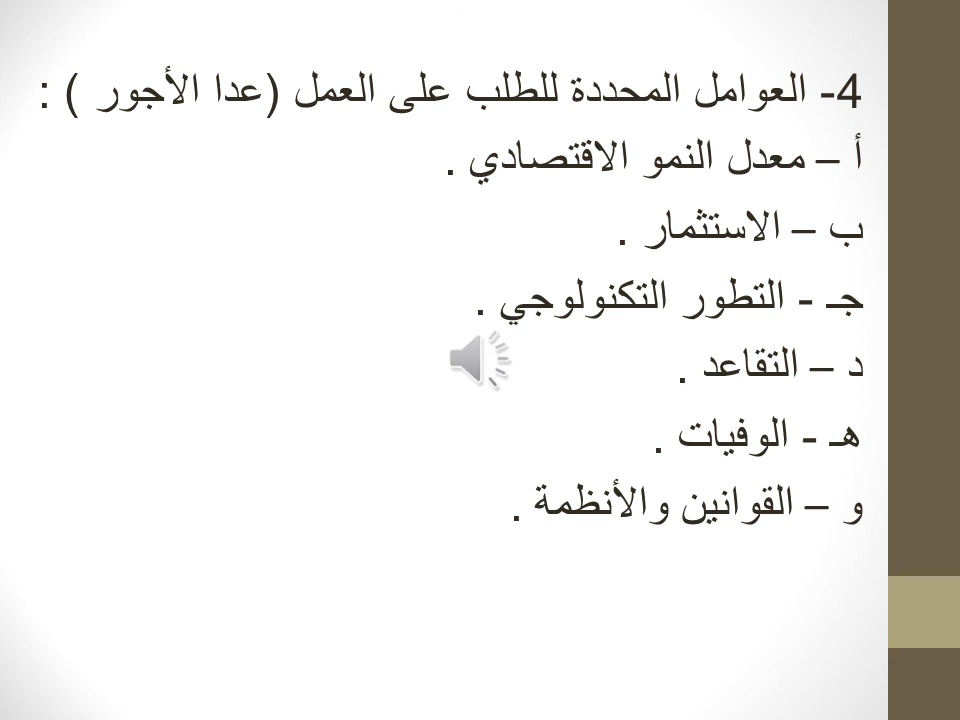 4- العوامل المحددة للطلب على العمل (عدا الأجور ) :
أ – معدل النمو الاقتصادي .
ب – الاستثمار .
جـ - التطور التكنولوجي .
د – التقاعد .
هـ - الوفيات .
و – القوانين والأنظمة .